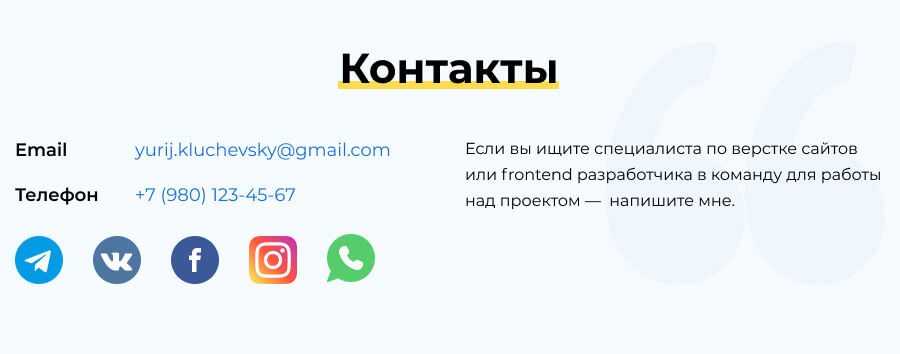 Контакты
Email yurij.kluchevsky@gmail.com
Телефон +7 (980) 123-45-67
Если вы ищите специалиста по верстке сайтов
или frontend разработчика в команду для работы
над проектом — напишите мне.